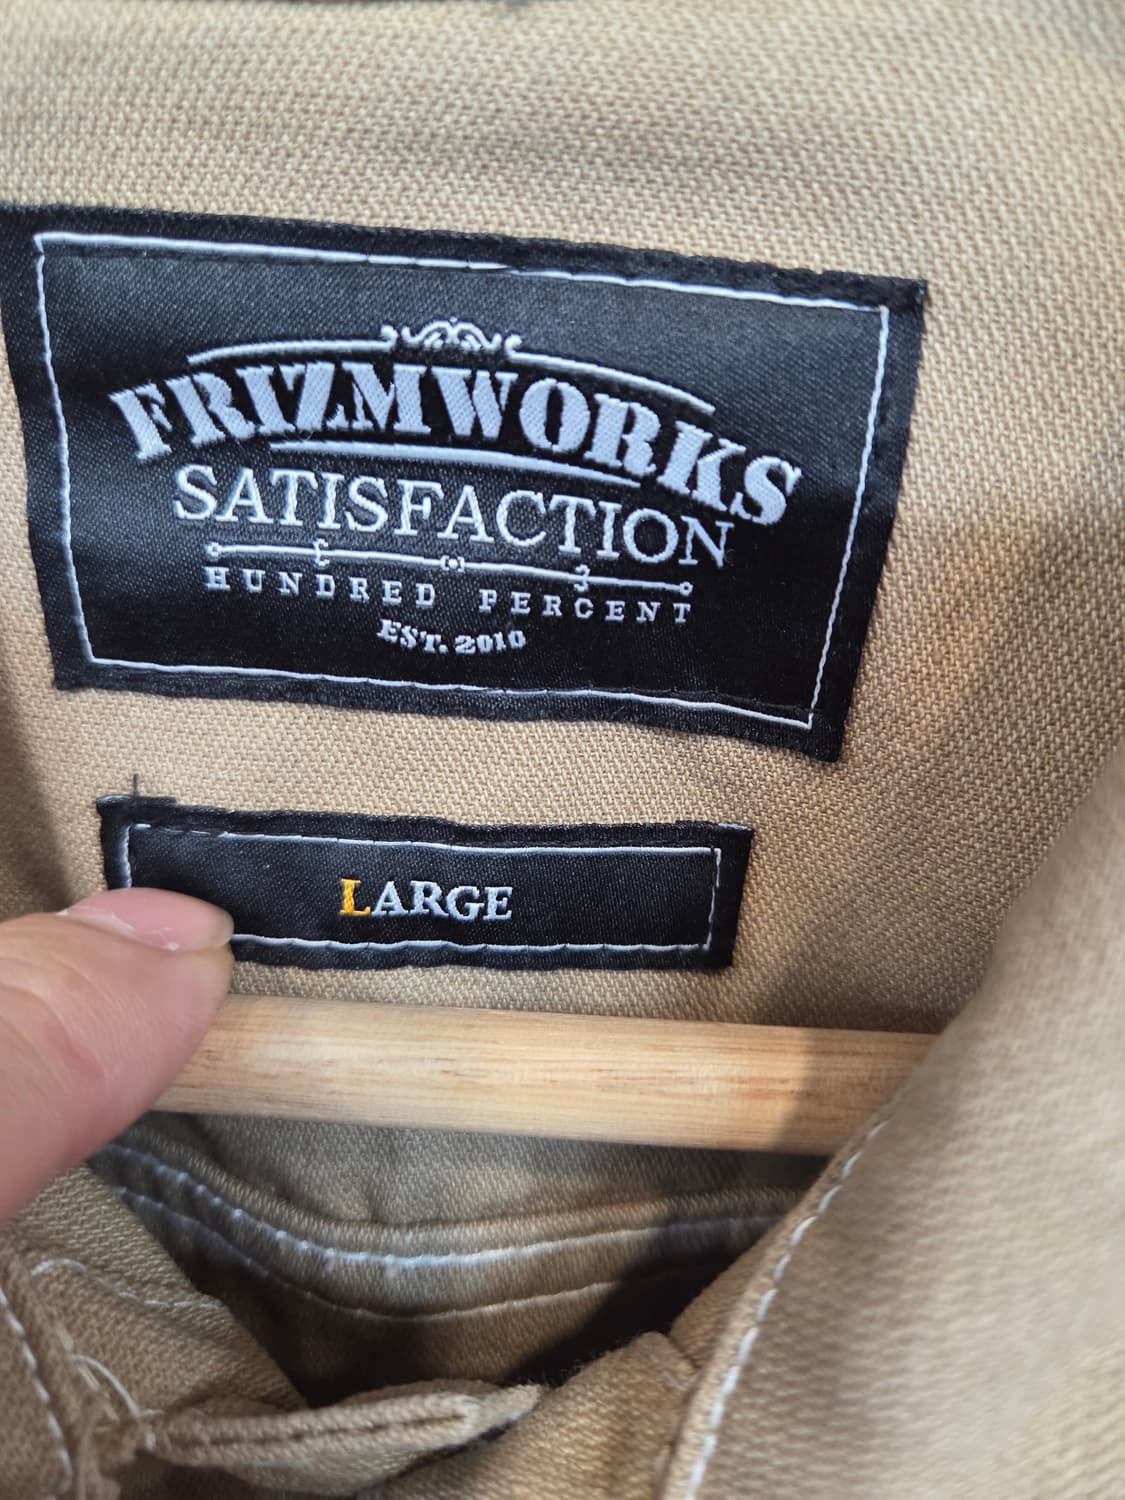 FRIZMWORKS
SATISFACTION
HUNDRED PERCENT
EST. 2010
LARGE